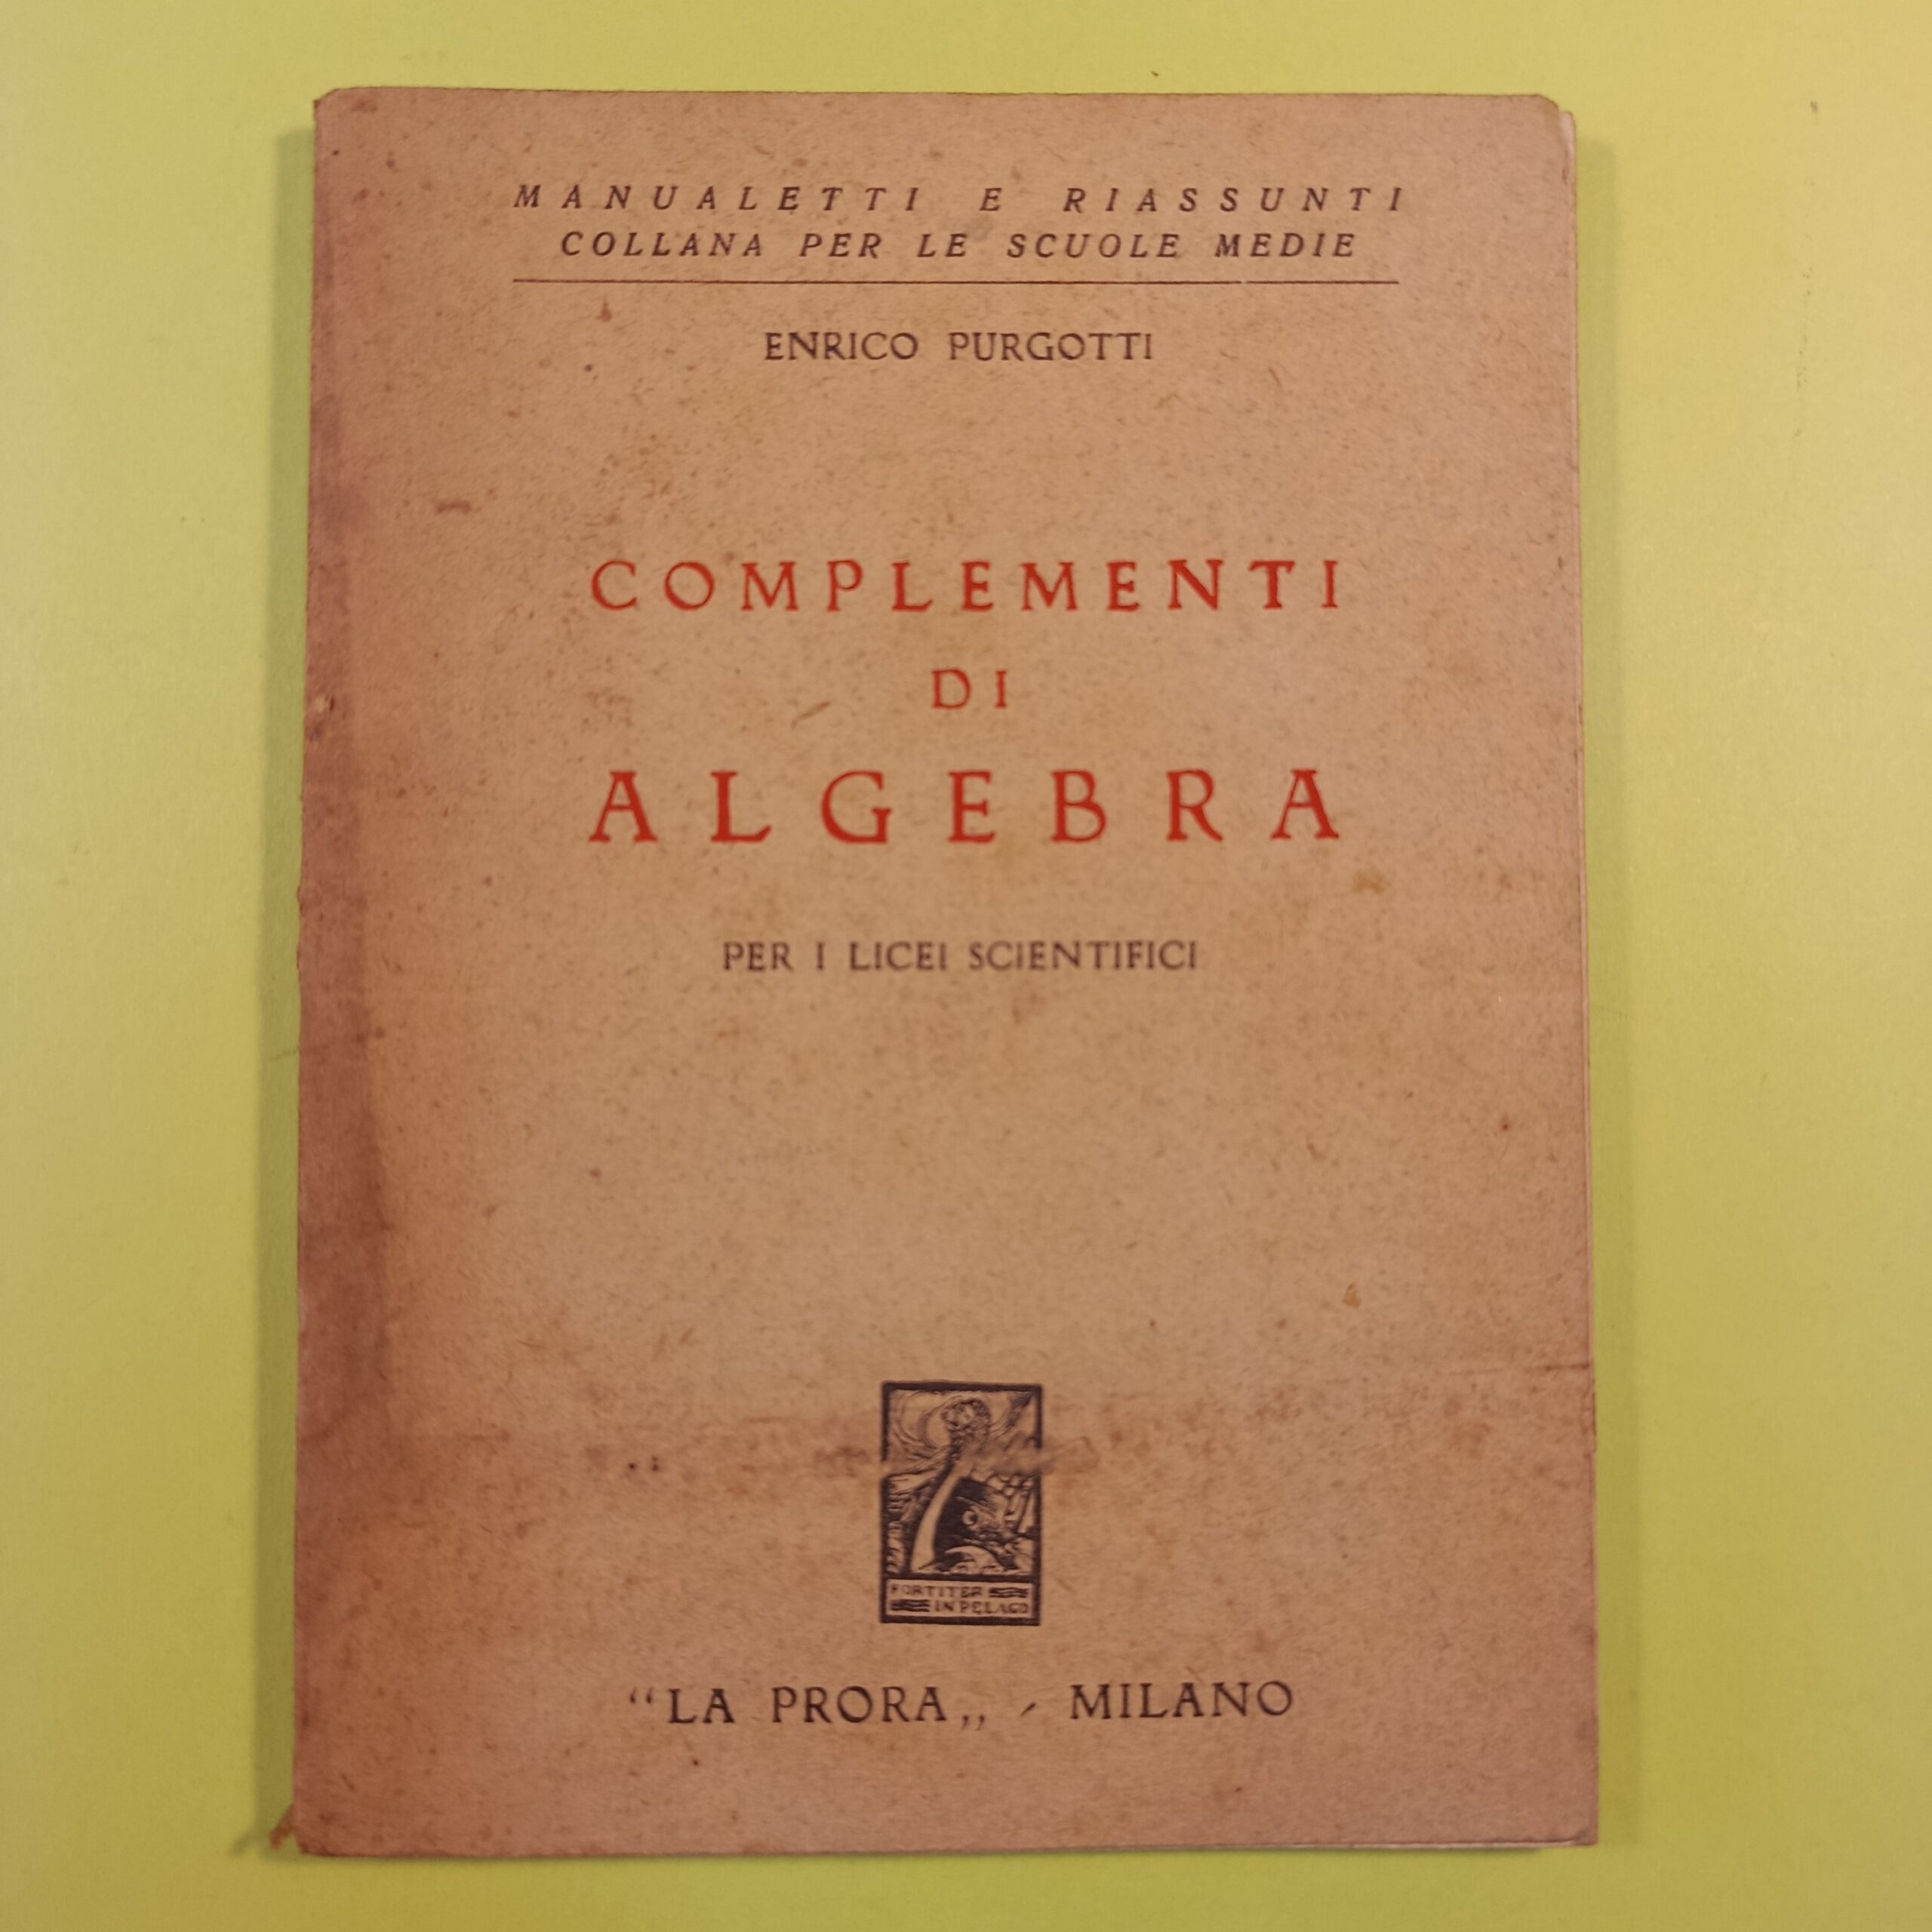 MANUALETTI E RIASSUNTI
COLLANA PER LE SCUOLE MEDIE
ENRICO PURGOTTI
COMPLEMENTI
DI
ALGEBRA
PER I LICEI SCIENTIFICI
FORTITER
IN PELAGO
“LA PRORA„ - MILANO